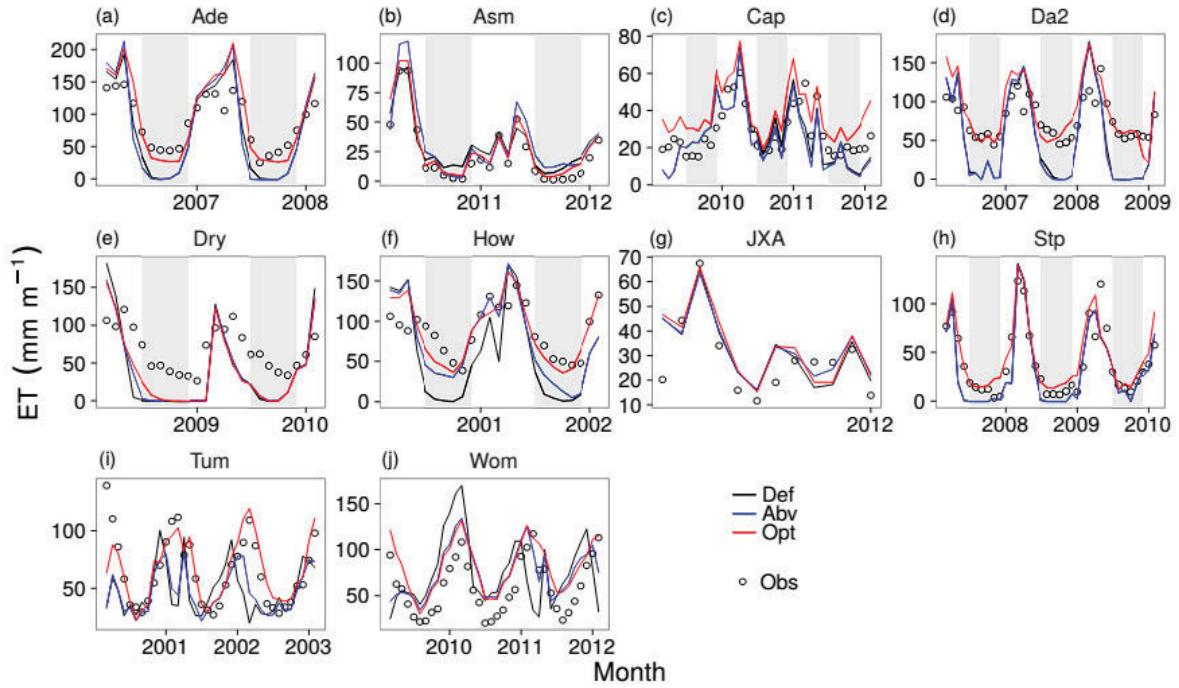 (a) Ade (b) Asm (c) Cap (d) Da2
200 150 100 50 0
100 75 50 25 0
80 60 40 20 0
150 100 50 0
2007 2008 2011 2012 2010 2011 2012 2007 2008 2009
(e) Dry (f) How (g) JXA (h) Stp
150 100 50 0
150 100 50 0
70 60 50 40 30 20 10
100 50 0
2009 2010 2001 2002 2012 2008 2009 2010
(i) Tum (j) Wom
100 50
150 100 50
2001 2002 2003 2010 2011 2012
ET (mm m−1)
Month
Def
Abv
Opt
Obs